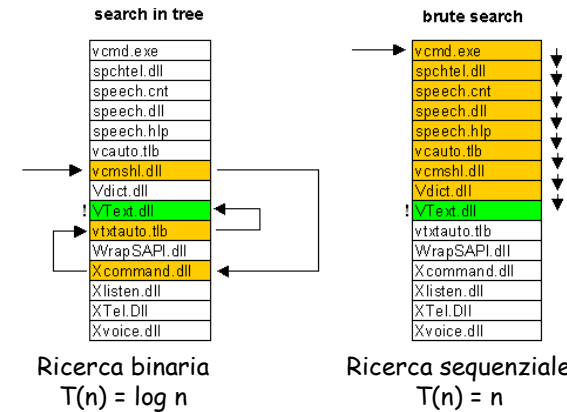 search in tree
vcmd.exe
spchtel.dll
speech.cnt
speech.dll
speech.hlp
vcauto.tlb
vcmshl.dll
Vdict.dll
! VText.dll
vtxtauto.tlb
WrapSAPI.dll
Xcommand.dll
Xlisten.dll
XTel.Dll
Xvoice.dll
Ricerca binaria
T(n) = log n
brute search
vcmd.exe
spchtel.dll
speech.cnt
speech.dll
speech.hlp
vcauto.tlb
vcmshl.dll
Vdict.dll
! VText.dll
vtxtauto.tlb
WrapSAPI.dll
Xcommand.dll
Xlisten.dll
XTel.Dll
Xvoice.dll
Ricerca sequenziale
T(n) = n